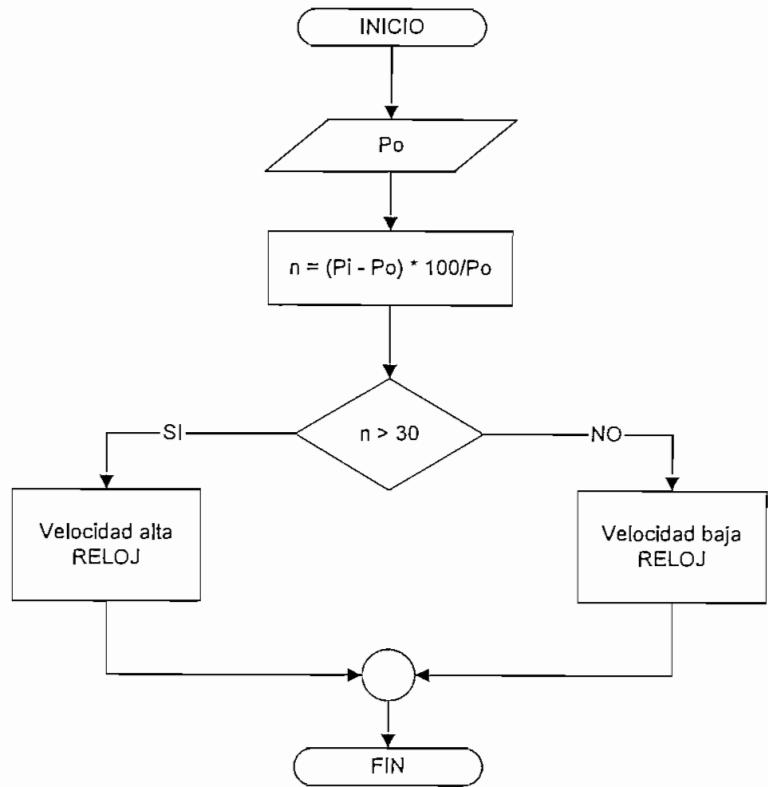 INICIO
Po
n = (Pi - Po) * 100/Po
n > 30
SI
NO
Velocidad alta
RELOJ
Velocidad baja
RELOJ
FIN